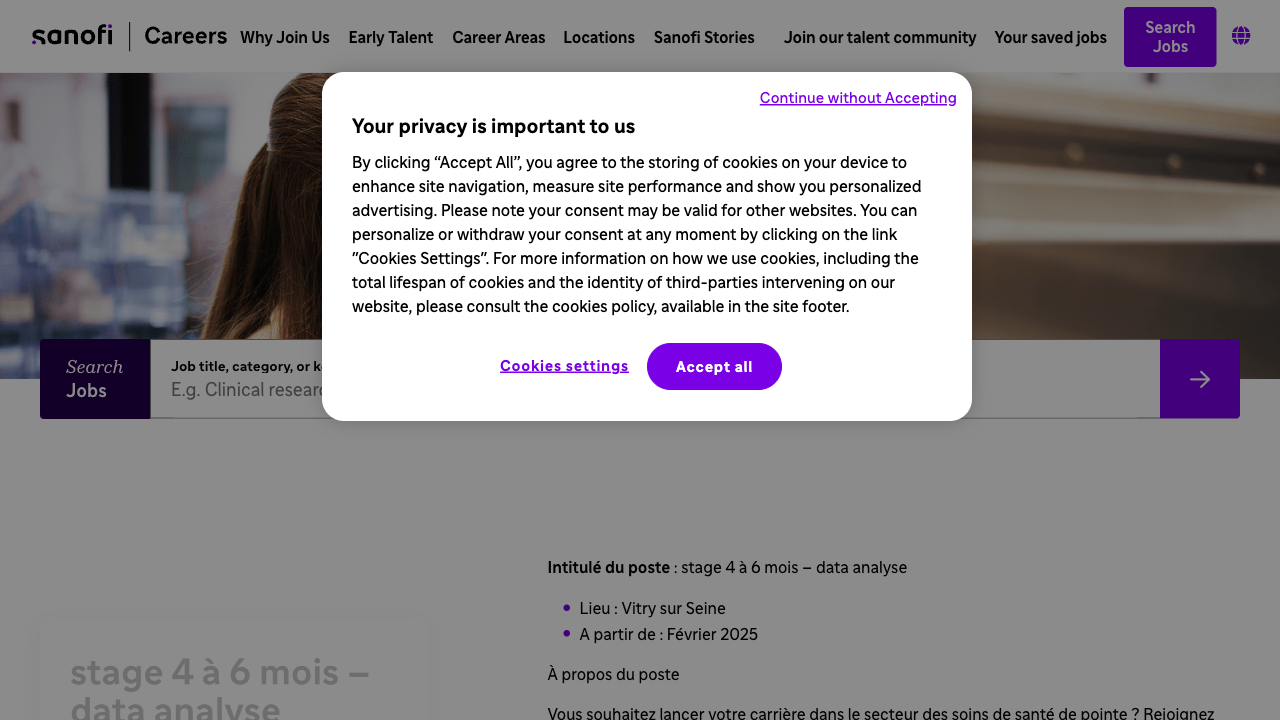 sanofi Careers Why Join Us Early Talent Career Areas Locations Sanofi Stories Join our talent community Your saved jobs Search Jobs
Continue without Accepting
Your privacy is important to us
By clicking “Accept All”, you agree to the storing of cookies on your device to
enhance site navigation, measure site performance and show you personalized
advertising. Please note your consent may be valid for other websites. You can
personalize or withdraw your consent at any moment by clicking on the link
"Cookies Settings". For more information on how we use cookies, including the
total lifespan of cookies and the identity of third-parties intervening on our
website, please consult the cookies policy, available in the site footer.
Cookies settings Accept all
Search
Jobs
Job title, category, or
E.g. Clinical
Intitulé du poste : stage 4 à 6 mois – data analyse
Lieu : Vitry sur Seine
A partir de : Février 2025
À propos du poste
Vous souhaitez lancer votre carrière dans le secteur des soins de santé de pointe ? Rejoignez
stage 4 à 6 mois –
data analyse